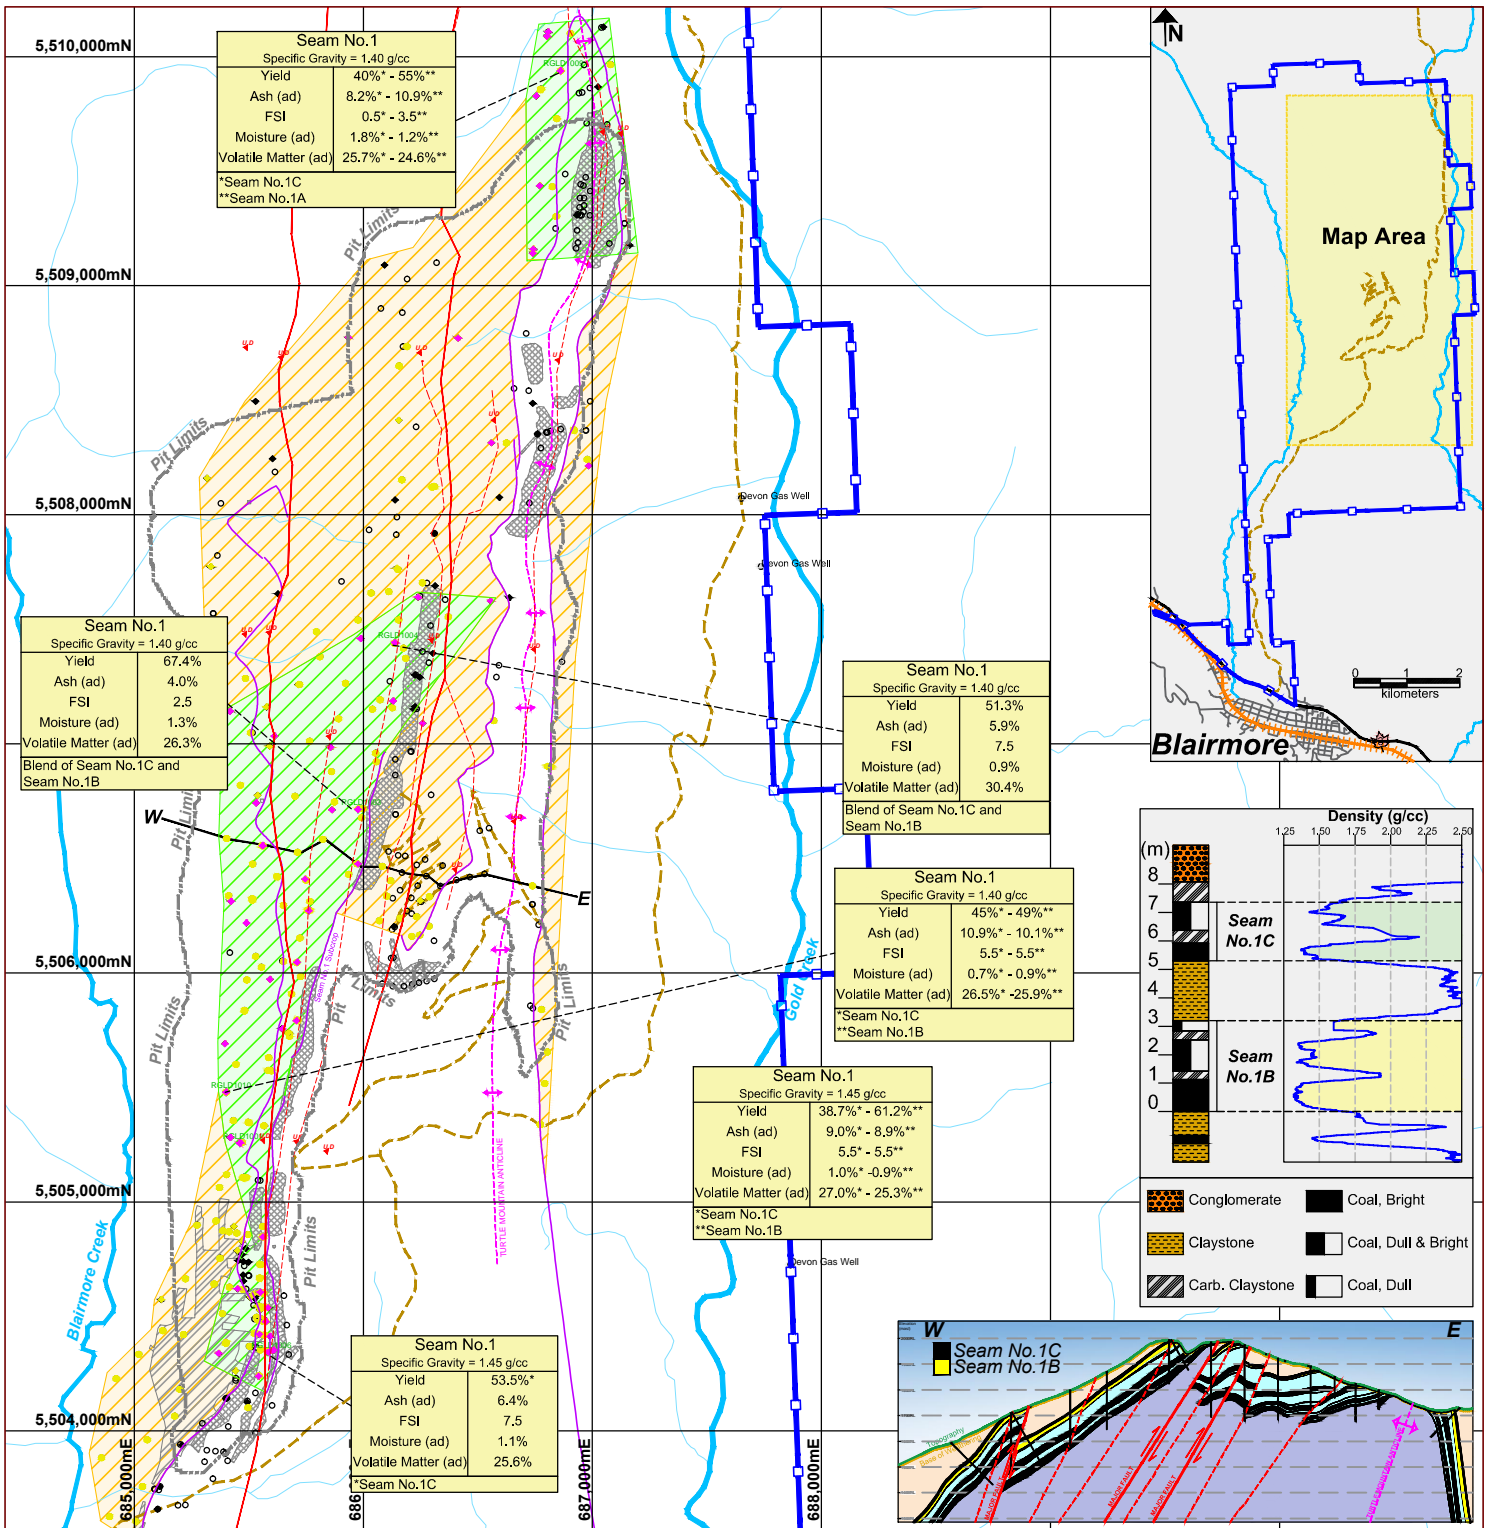 5,510,000mN
5,509,000mN
5,508,000mN
5,506,000mN
5,505,000mN
5,504,000mN
685,000mE
686
687,000mE
688,000mE
Seam No.1
Specific Gravity = 1.40 g/cc
Yield 40%* - 55%**
Ash (ad) 8.2%* - 10.9%**
FSI 0.5* - 3.5**
Moisture (ad) 1.8%* - 1.2%**
Volatile Matter (ad) 25.7%* - 24.6%**
*Seam No.1C
**Seam No.1A
Pit Limits
Pit Limits
Seam No.1
Specific Gravity = 1.40 g/cc
Yield 67.4%
Ash (ad) 4.0%
FSI 2.5
Moisture (ad) 1.3%
Volatile Matter (ad) 26.3%
Blend of Seam No.1C and
Seam No.1B
Seam No.1
Specific Gravity = 1.40 g/cc
Yield 51.3%
Ash (ad) 5.9%
FSI 7.5
Moisture (ad) 0.9%
Volatile Matter (ad) 30.4%
Blend of Seam No.1C and
Seam No.1B
Seam No.1
Specific Gravity = 1.40 g/cc
Yield 45%* - 49%**
Ash (ad) 10.9%* - 10.1%**
FSI 5.5* - 5.5**
Moisture (ad) 0.7%* - 0.9%**
Volatile Matter (ad) 26.5%* -25.9%**
*Seam No.1C
**Seam No.1B
Seam No.1
Specific Gravity = 1.45 g/cc
Yield 38.7%* - 61.2%**
Ash (ad) 9.0%* - 8.9%**
FSI 5.5* - 5.5**
Moisture (ad) 1.0%* -0.9%**
Volatile Matter (ad) 27.0%* - 25.3%**
*Seam No.1C
**Seam No.1B
Seam No.1
Specific Gravity = 1.45 g/cc
Yield 53.5%*
Ash (ad) 6.4%
FSI 7.5
Moisture (ad) 1.1%
Volatile Matter (ad) 25.6%
*Seam No.1C
RGLD1004
RGLD1010
W
E
Pit Limits
Pit Limits
Pit Limits
Pit Limits
Pit Limits
Seam No.1 Subcrop
TURTLE MOUNTAIN ANTICLINE
Blairmore Creek
Gold Creek
Devon Gas Well
Devon Gas Well
Devon Gas Well
N
Map Area
0 1 2
kilometers
Blairmore
Density (g/cc)
1.25 1.50 1.75 2.00 2.25 2.50
(m)
8
7
6
5
4
3
2
1
0
Seam
No.1C
Seam
No.1B
Conglomerate
Coal, Bright
Claystone
Coal, Dull & Bright
Carb. Claystone
Coal, Dull
W
E
Seam No.1C
Seam No.1B
Topography
MAJOR FAULT
MAJOR FAULT
MAJOR FAULT